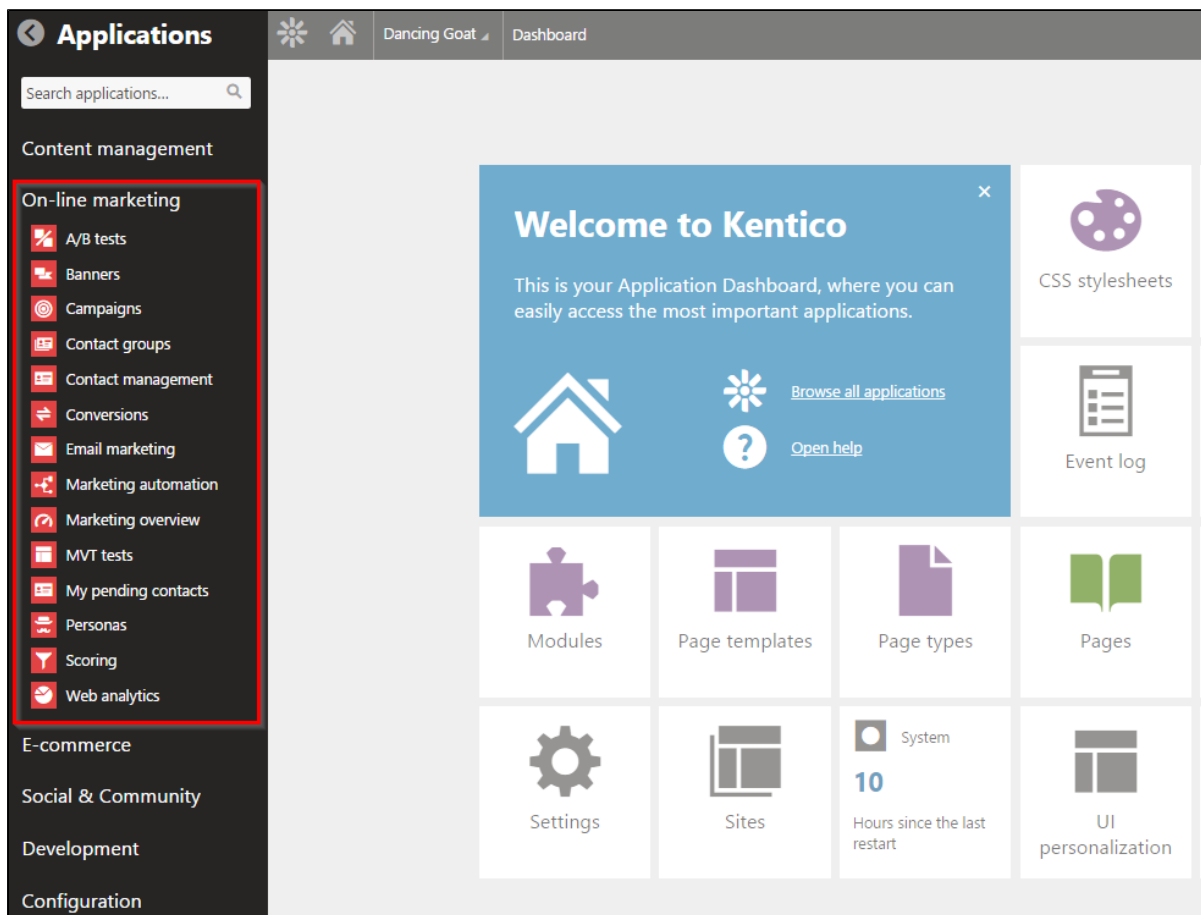 Applications
Dancing Goat
Dashboard
Search applications...
Content management
On-line marketing
A/B tests
Banners
Campaigns
Contact groups
Contact management
Conversions
Email marketing
Marketing automation
Marketing overview
MVT tests
My pending contacts
Personas
Scoring
Web analytics
E-commerce
Social & Community
Development
Configuration
Welcome to Kentico
This is your Application Dashboard, where you can
easily access the most important applications.
Browse all applications
?
Open help
CSS stylesheets
Event log
Modules
Page templates
Page types
Pages
Settings
Sites
System
10
Hours since the last
restart
UI
personalization